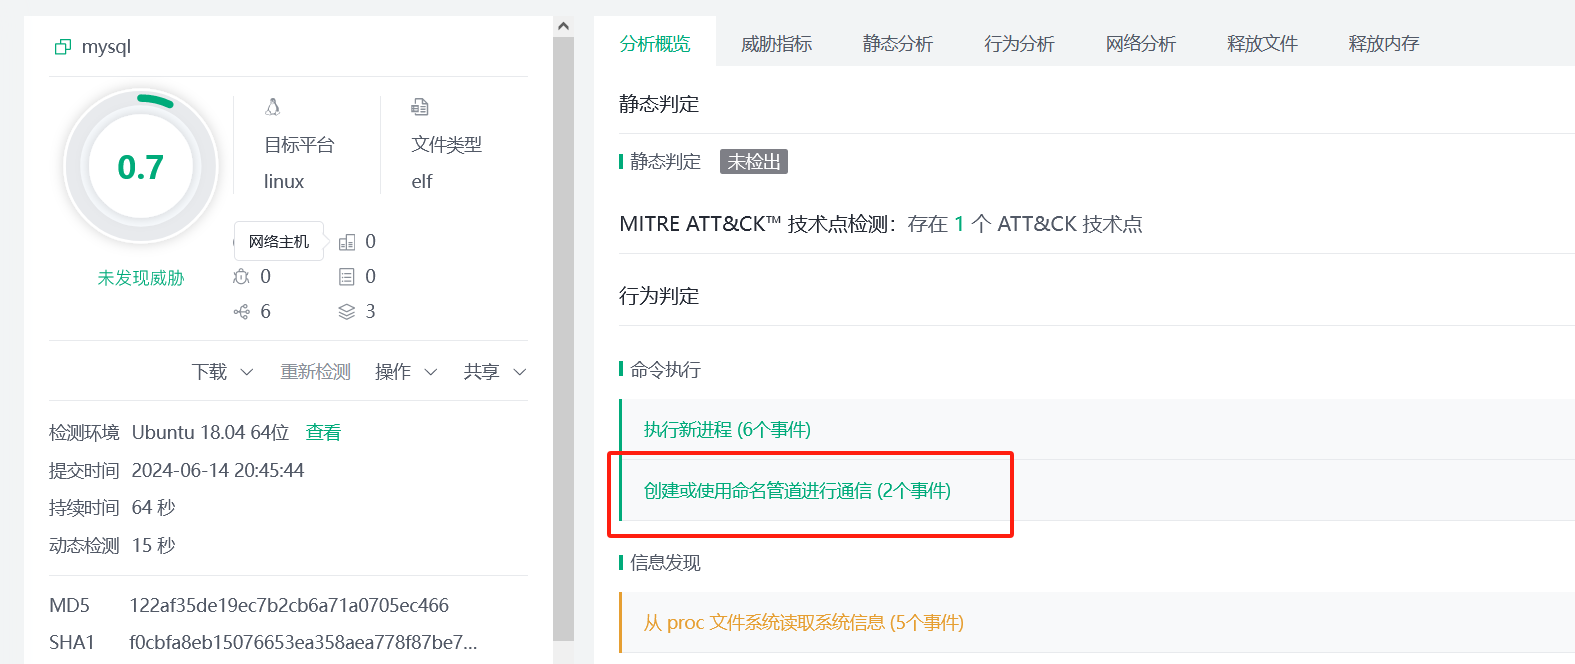 mysql
0.7
未发现威胁
目标平台
linux
文件类型
elf
网络主机
0
0
0
6
3
下载
重新检测
操作
共享
检测环境 Ubuntu 18.04 64位 查看
提交时间 2024-06-14 20:45:44
持续时间 64 秒
动态检测 15 秒
MD5 122af35de19ec7b2cb6a71a0705ec466
SHA1 f0cbfa8eb15076653ea358aea778f87be7...
分析概览 威胁指标 静态分析 行为分析 网络分析 释放文件 释放内存
静态判定
静态判定 未检出
MITRE ATT&CK™ 技术点检测：存在 1 个 ATT&CK 技术点
行为判定
命令执行
执行新进程 (6个事件)
创建或使用命名管道进行通信 (2个事件)
信息发现
从 proc 文件系统读取系统信息 (5个事件)